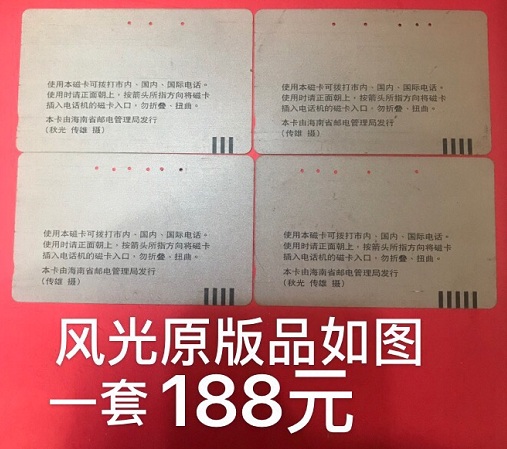 使用本磁卡可拨打市内、国内、国际电话。
使用时请正面朝上，按箭头所指方向将磁卡
插入电话机的磁卡入口，勿折叠、扭曲。
本卡由海南省邮电管理局发行
（秋光 传雄 摄）
使用本磁卡可拨打市内、国内、国际电话。
使用时请正面朝上，按箭头所指方向将磁卡
插入电话机的磁卡入口，勿折叠、扭曲。
本卡由海南省邮电管理局发行
（传雄 摄）
使用本磁卡可拨打市内、国内、国际电话。
使用时请正面朝上，按箭头所指方向将磁卡
插入电话机的磁卡入口，勿折叠、扭曲。
本卡由海南省邮电管理局发行
（传雄 摄）
使用本磁卡可拨打市内、国内、国际电话。
使用时请正面朝上，按箭头所指方向将磁卡
插入电话机的磁卡入口，勿折叠、扭曲。
本卡由海南省邮电管理局发行
（秋光 传雄 摄）
风光原版品如图
一套188元